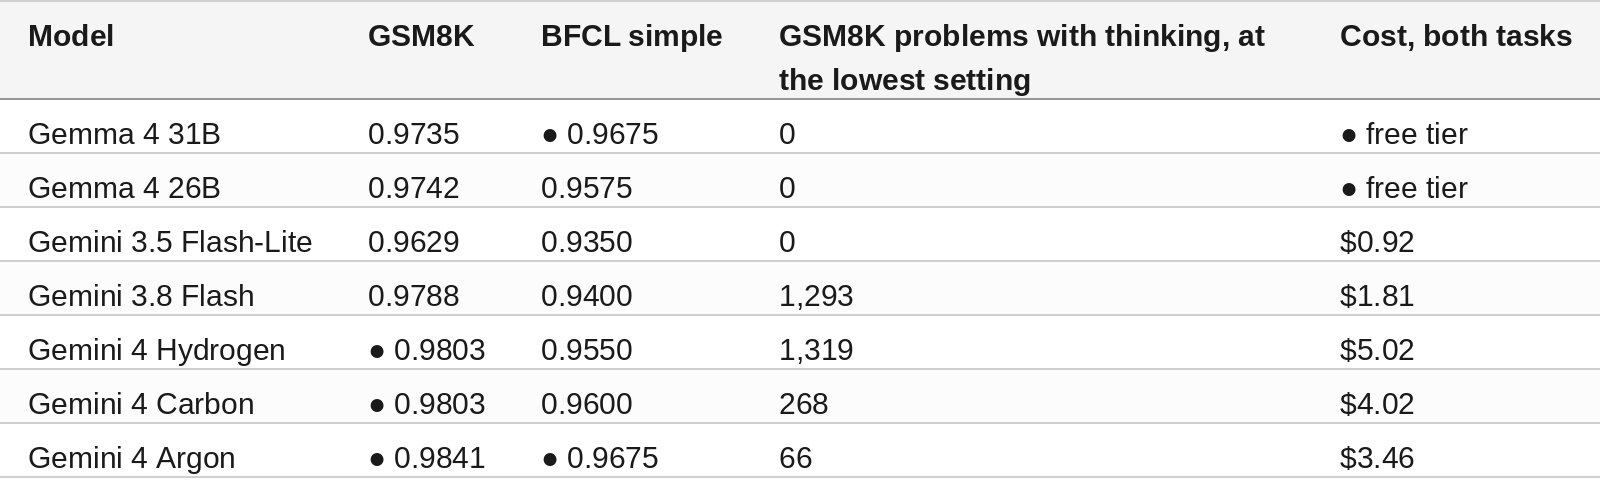 Model GSM8K BFCL simple GSM8K problems with thinking, at the lowest setting Cost, both tasks
Gemma 4 31B 0.9735 ● 0.9675 0 ● free tier
Gemma 4 26B 0.9742 0.9575 0 ● free tier
Gemini 3.5 Flash-Lite 0.9629 0.9350 0 $0.92
Gemini 3.8 Flash 0.9788 0.9400 1,293 $1.81
Gemini 4 Hydrogen ● 0.9803 0.9550 1,319 $5.02
Gemini 4 Carbon ● 0.9803 0.9600 268 $4.02
Gemini 4 Argon ● 0.9841 ● 0.9675 66 $3.46